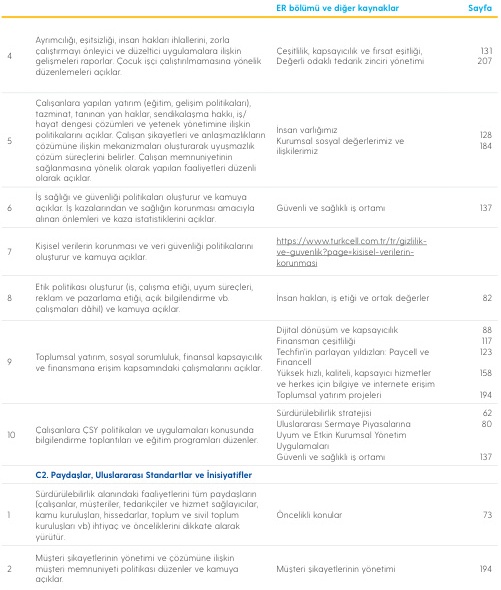 ER bölümü ve diğer kaynaklar Sayfa
4
Ayrımcılığı, eşitsizliği, insan hakları ihlallerini, zorla
çalıştırmayı önleyici ve düzeltici uygulamalara ilişkin
gelişmeleri raporlar. Çocuk işçi çalıştırılmamasına yönelik
düzenlemeleri açıklar.
Çeşitlilik, kapsayıcılık ve fırsat eşitliği, 131
Değerli odaklı tedarik zinciri yönetimi 207
5
Çalışanlara yapılan yatırım (eğitim, gelişim politikaları),
tazminat, tanınan yan haklar, sendikalaşma hakkı, iş/
hayat dengesi çözümleri ve yetenek yönetimine ilişkin
politikalarını açıklar. Çalışan şikayetleri ve anlaşmazlıkların
çözümüne ilişkin mekanizmaları oluşturarak uyuşmazlık
çözüm süreçlerini belirler. Çalışan memnuniyetinin
sağlanmasına yönelik olarak yapılan faaliyetleri düzenli
olarak açıklar.
İnsan varlığımız 128
Kurumsal sosyal değerlerimiz ve 184
ilişkilerimiz
6
İş sağlığı ve güvenliği politikaları oluşturur ve kamuya
açıklar. İş kazalarından ve sağlığın korunması amacıyla
alınan önlemleri ve kaza istatistiklerini açıklar.
Güvenli ve sağlıklı iş ortamı 137
7
Kişisel verilerin korunması ve veri güvenliği politikalarını
oluşturur ve kamuya açıklar.
https://www.turkcell.com.tr/tr/gizlilik-
ve-guvenlik?page=kisisel-verilerin-
korunmasi
8
Etik politikası oluşturur (iş, çalışma etiği, uyum süreçleri,
reklam ve pazarlama etiği, açık bilgilendirme vb.
çalışmaları dâhil) ve kamuya açıklar.
İnsan hakları, iş etiği ve ortak değerler 82
9
Toplumsal yatırım, sosyal sorumluluk, finansal kapsayıcılık
ve finansmana erişim kapsamındaki çalışmalarını açıklar.
Dijital dönüşüm ve kapsayıcılık 88
Finansman çeşitliliği 117
Techfin'in parlayan yıldızları: Paycell ve 123
Financell
Yüksek hızlı, kaliteli, kapsayıcı hizmetler 158
ve herkes için bilgiye ve internete erişim
Toplumsal yatırım projeleri 194
10
Çalışanlara ÇSY politikaları ve uygulamaları konusunda
bilgilendirme toplantıları ve eğitim programları düzenler.
Sürdürülebilirlik stratejisi 62
Uluslararası Sermaye Piyasalarına 80
Uyum ve Etkin Kurumsal Yönetim
Uygulamaları
Güvenli ve sağlıklı iş ortamı 137
C2. Paydaşlar, Uluslararası Standartlar ve İnisiyatifler
1
Sürdürülebilirlik alanındaki faaliyetlerini tüm paydaşların
(çalışanlar, müşteriler, tedarikçiler ve hizmet sağlayıcılar,
kamu kuruluşları, hissedarlar, toplum ve sivil toplum
kuruluşları vb) ihtiyaç ve önceliklerini dikkate alarak
yürütür.
Öncelikli konular 73
2
Müşteri şikayetlerinin yönetimi ve çözümüne ilişkin
müşteri memnuniyeti politikası düzenler ve kamuya
açıklar.
Müşteri şikayetlerinin yönetimi 194